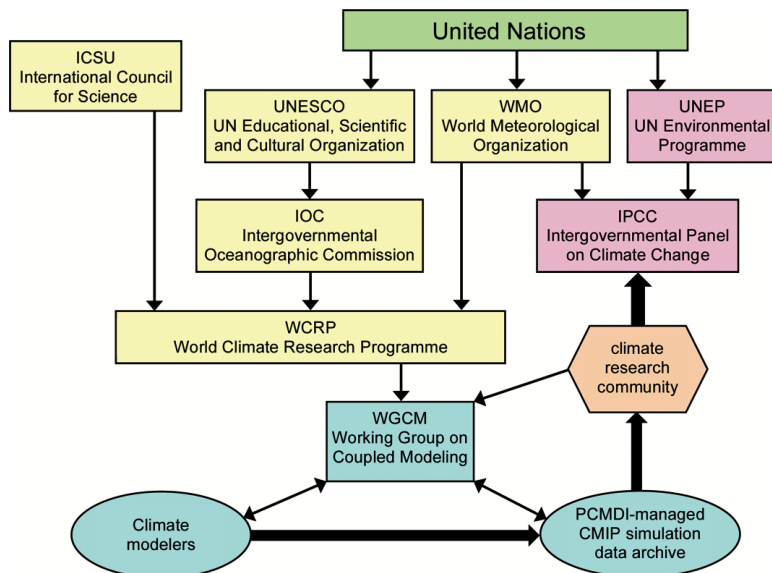 United Nations
ICSU
International Council
for Science
UNESCO
UN Educational, Scientific
and Cultural Organization
WMO
World Meteorological
Organization
UNEP
UN Environmental
Programme
IOC
Intergovernmental
Oceanographic Commission
IPCC
Intergovernmental Panel
on Climate Change
WCRP
World Climate Research Programme
climate
research
community
WGCM
Working Group on
Coupled Modeling
Climate
modelers
PCMDI-managed
CMIP simulation
data archive